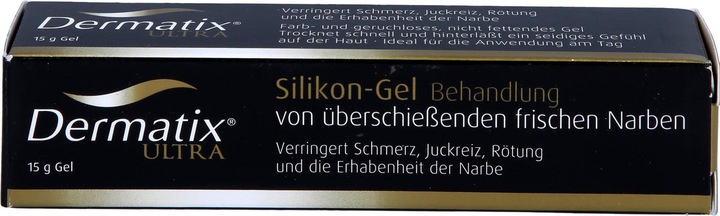 Dermatix®
ULTRA
15 g Gel
Verringert Schmerz, Juckreiz, Rötung
und die Erhabenheit der Narbe
Farb- und geruchloses, nicht fettendes Gel
Trocknet schnell und hinterläßt ein seidiges Gefühl
auf der Haut · Ideal für die Anwendung am Tag
Dermatix®
ULTRA
15 g Gel
Silikon-Gel Behandlung
von überschießenden frischen Narben
Verringert Schmerz, Juckreiz, Rötung
und die Erhabenheit der Narbe